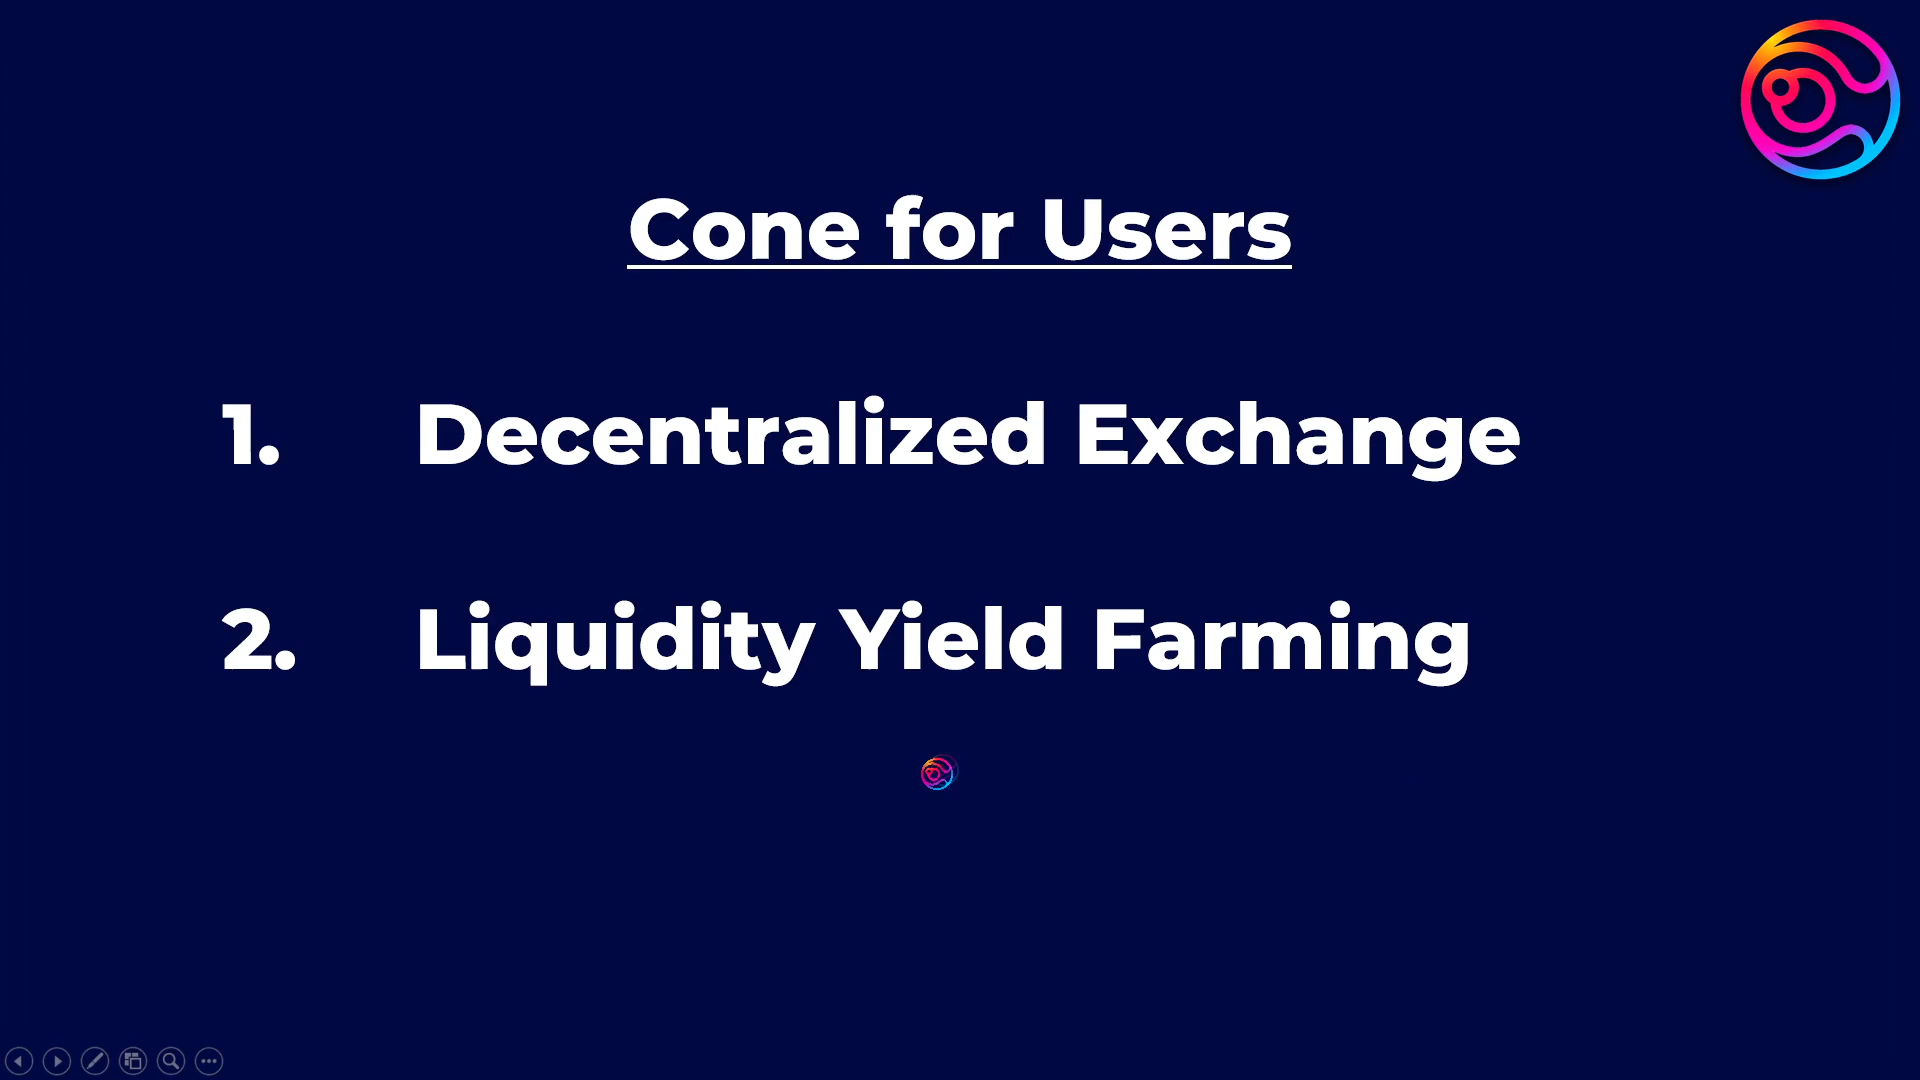 Cone for Users
1. Decentralized Exchange
2. Liquidity Yield Farming